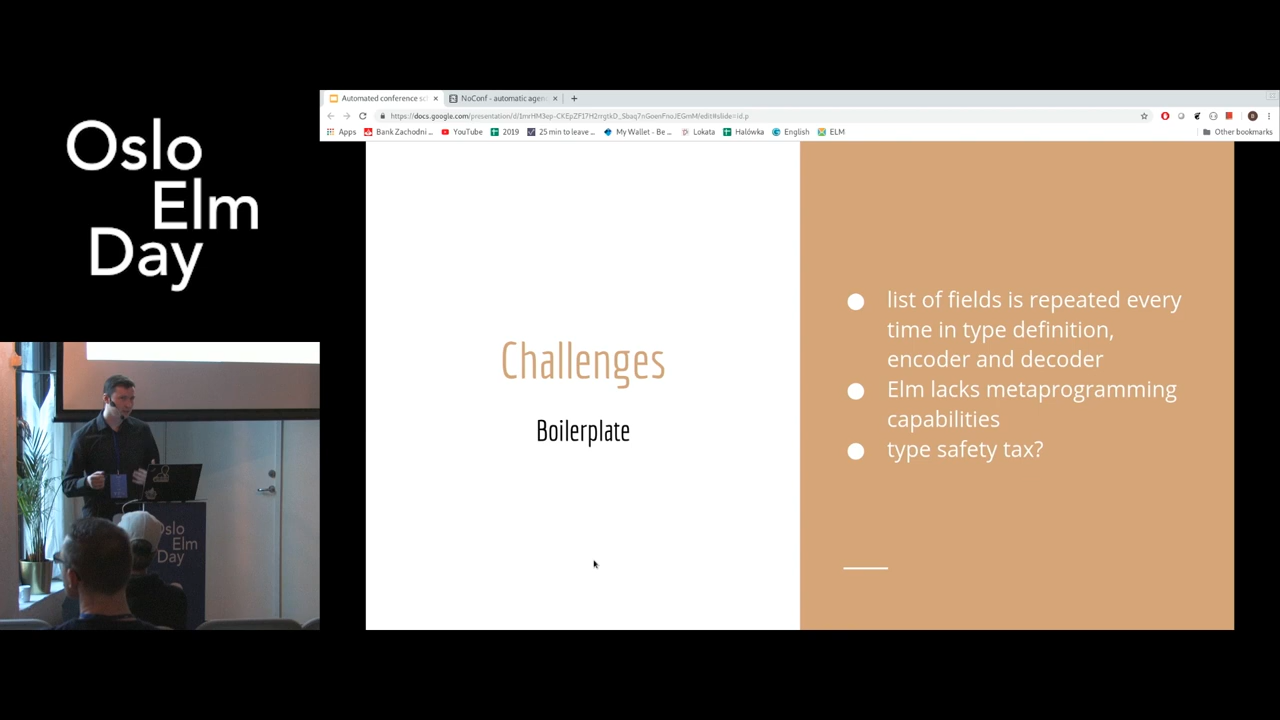 Oslo
Elm
Day
Automated conference sc
NoConf - automatic agen
Apps
Bank Zachodni ...
YouTube
2019
25 min to leave ...
My Wallet - Be ...
Lokata
Halówka
English
ELM
Other bookmarks
Challenges
Boilerplate
list of fields is repeated every
time in type definition,
encoder and decoder
Elm lacks metaprogramming
capabilities
type safety tax?
Oslo
Elm
Day